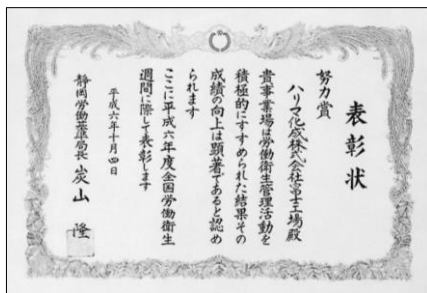 表彰状
努力賞
ハリマ化成株式会社富士工場殿
貴事業場は労働衛生管理活動を
積極的にすすめられた結果その
成績の向上は顕著であると認め
られます
ここに平成六年度全国労働衛生
週間に際して表彰します
平成六年十月四日
静岡労働基準局長 炭山 隆